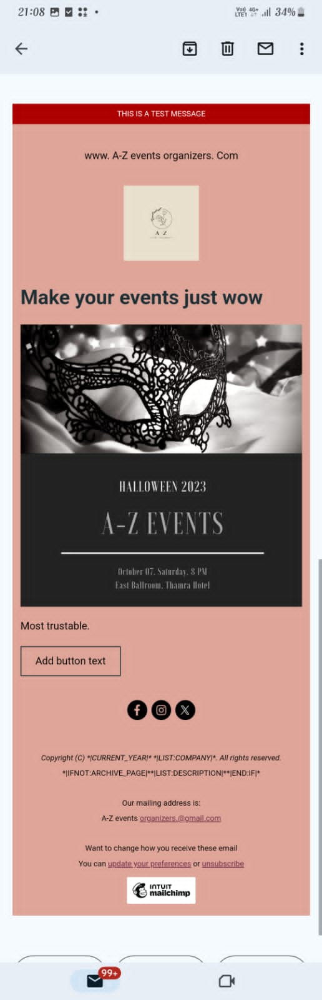 21:08
Vo)) 4G+
LTE1 34%
THIS IS A TEST MESSAGE
www. A-Z events organizers. Com
A-Z
Make your events just wow
HALLOWEEN 2023
A-Z EVENTS
October 07, Saturday, 8 PM
East Ballroom, Thamra Hotel
Most trustable.
Add button text
Copyright (C) *|CURRENT_YEAR|* *|LIST:COMPANY|*. All rights reserved.
*|IFNOT:ARCHIVE_PAGE|**|LIST:DESCRIPTION|**|END:IF|*
Our mailing address is:
A-Z events organizers.@gmail.com
Want to change how you receive these email
You can update your preferences or unsubscribe
INTUIT
mailchimp
99+